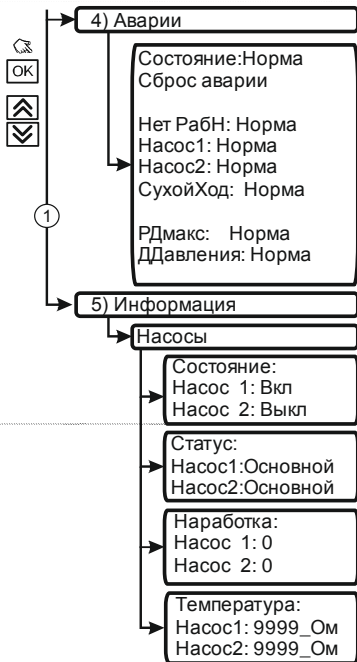 4) Аварии
OK
Состояние:Норма
Сброс аварии
Нет РабН: Норма
Насос1: Норма
Насос2: Норма
СухойХод: Норма
1
РДмакс: Норма
ДДавления: Норма
5) Информация
Насосы
Состояние:
Насос 1: Вкл
Насос 2: Выкл
Статус:
Насос1:Основной
Насос2:Основной
Наработка:
Насос 1: 0
Насос 2: 0
Температура:
Насос1: 9999_Ом
Насос2: 9999_Ом